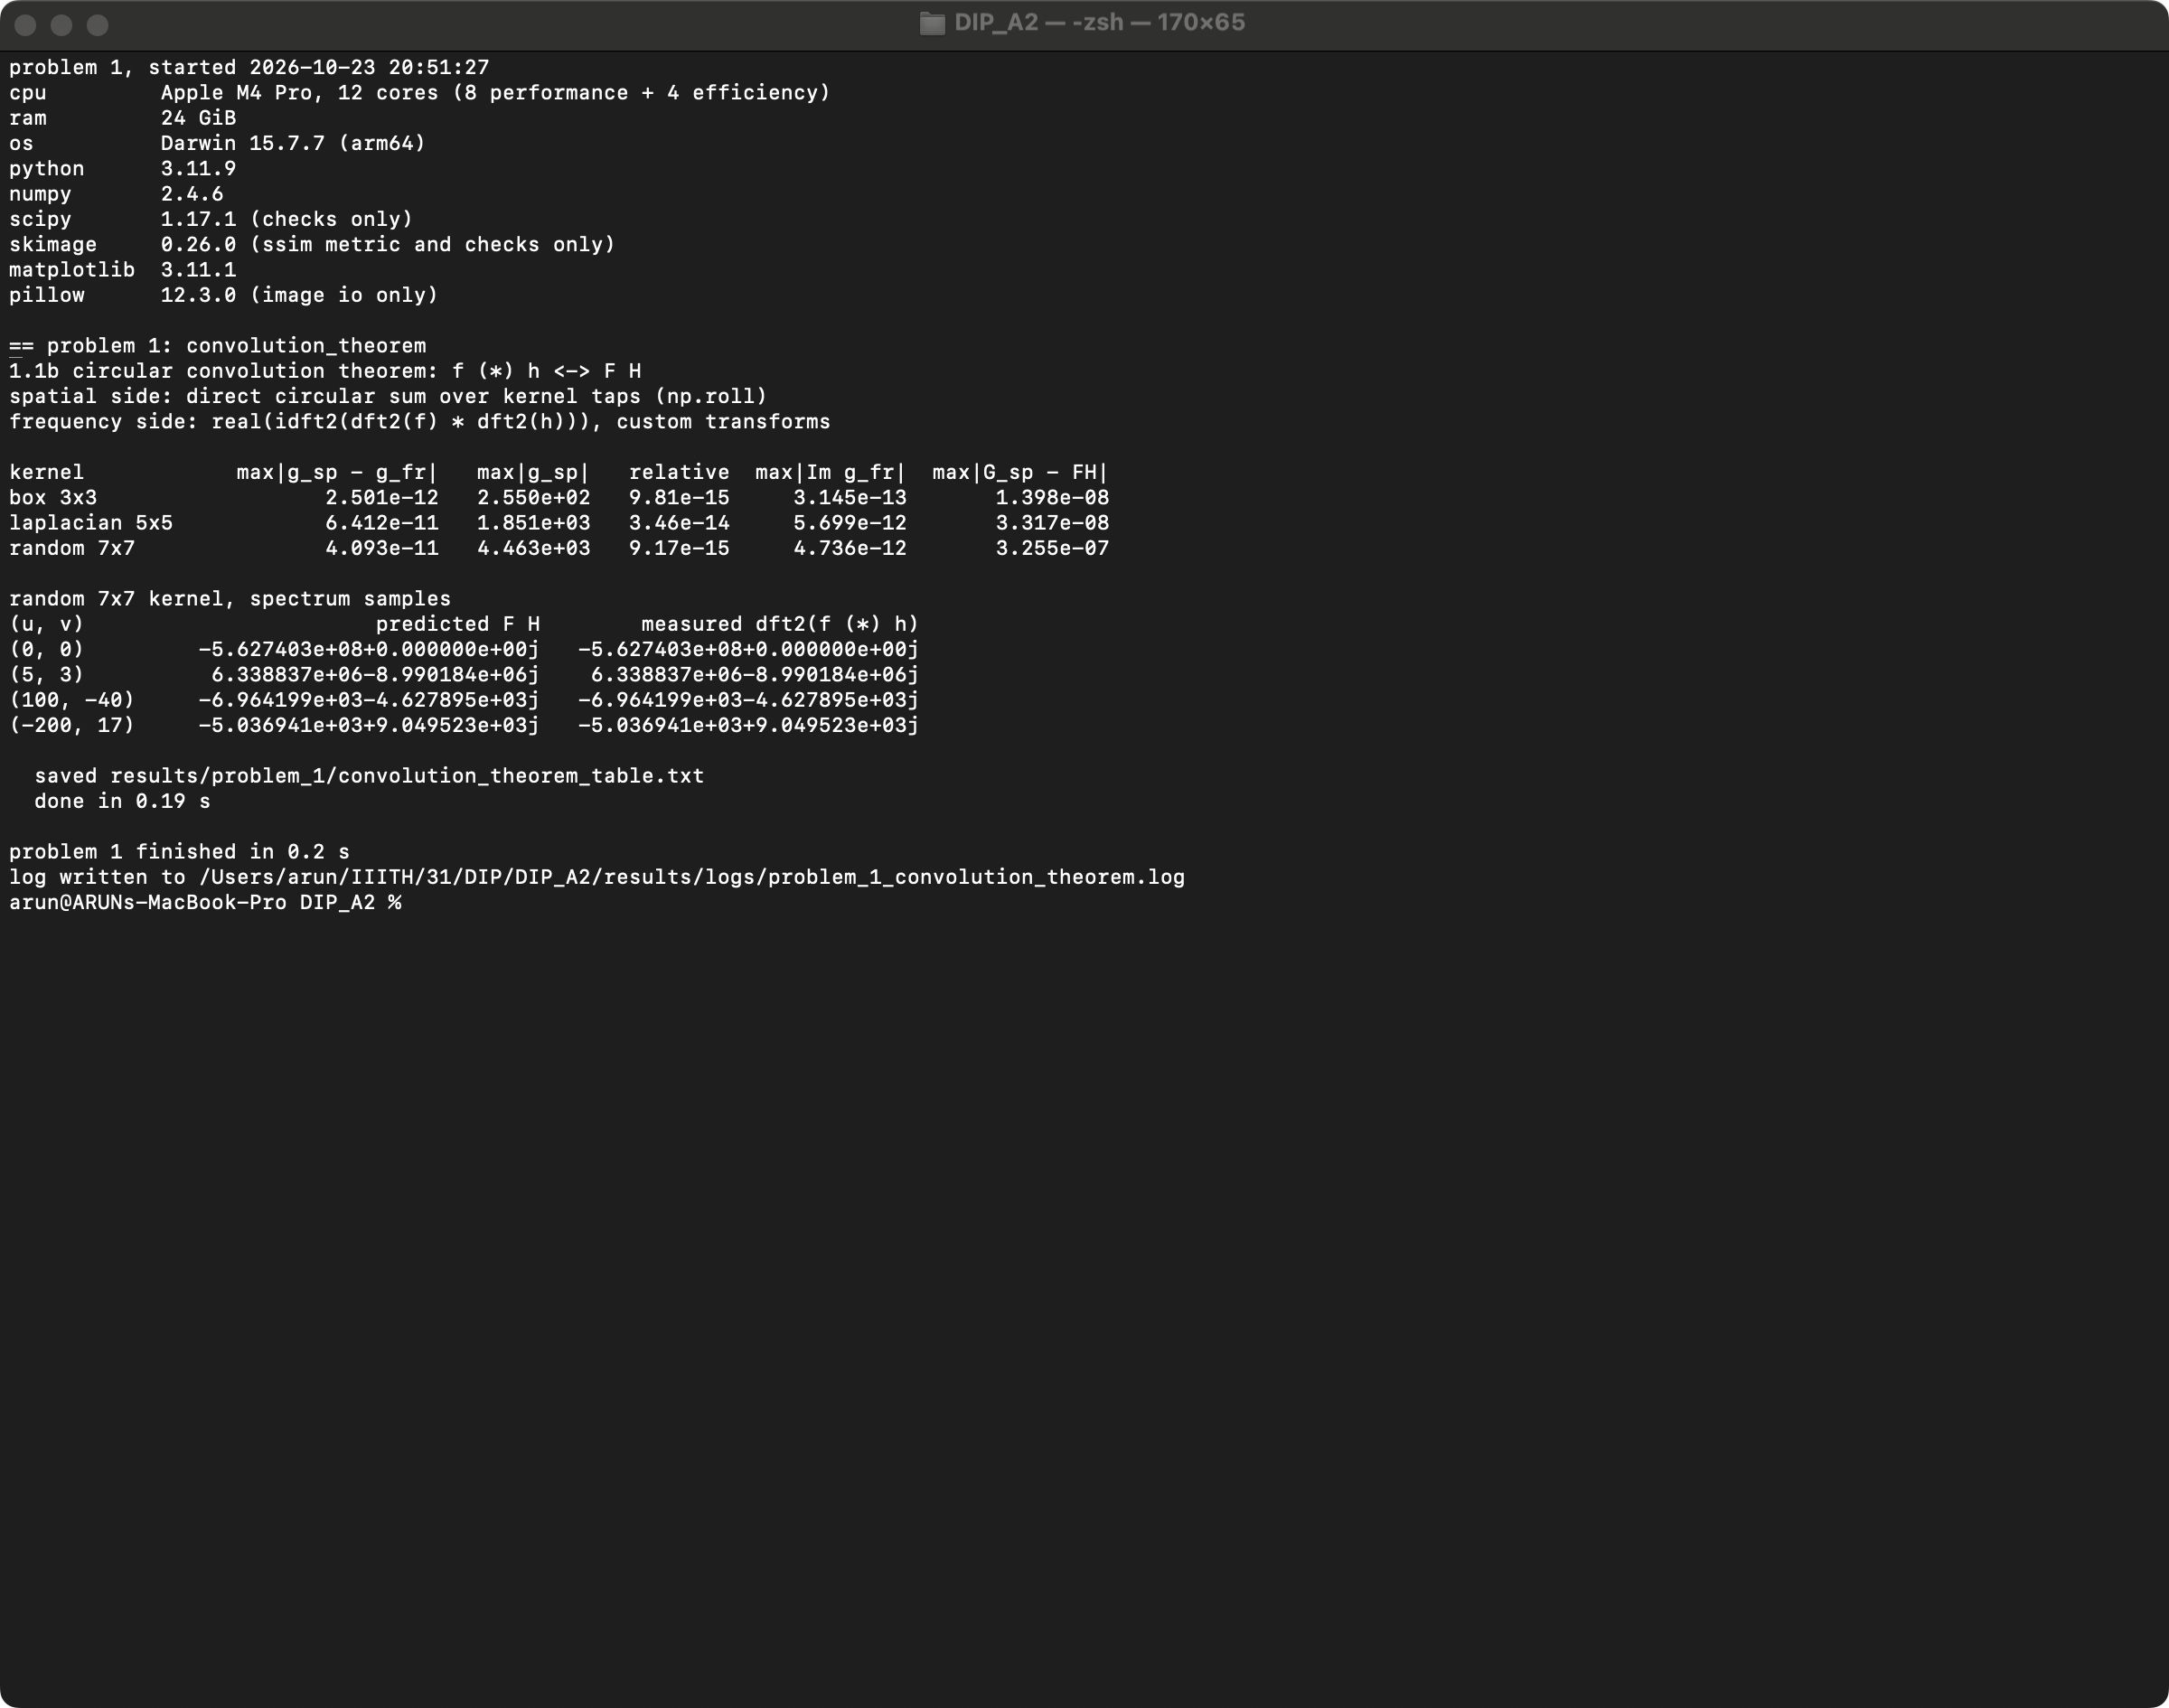 DIP_A2 — -zsh — 170×65
problem 1, started 2026-10-23 20:51:27
cpu         Apple M4 Pro, 12 cores (8 performance + 4 efficiency)
ram         24 GiB
os          Darwin 15.7.7 (arm64)
python      3.11.9
numpy       2.4.6
scipy       1.17.1 (checks only)
skimage     0.26.0 (ssim metric and checks only)
matplotlib  3.11.1
pillow      12.3.0 (image io only)
== problem 1: convolution_theorem
1.1b circular convolution theorem: f (*) h <-> F H
spatial side: direct circular sum over kernel taps (np.roll)
frequency side: real(idft2(dft2(f) * dft2(h))), custom transforms
kernel            max|g_sp - g_fr|   max|g_sp|   relative  max|Im g_fr|  max|G_sp - FH|
box 3x3                  2.501e-12   2.550e+02   9.81e-15     3.145e-13       1.398e-08
laplacian 5x5            6.412e-11   1.851e+03   3.46e-14     5.699e-12       3.317e-08
random 7x7               4.093e-11   4.463e+03   9.17e-15     4.736e-12       3.255e-07
random 7x7 kernel, spectrum samples
(u, v)                       predicted F H        measured dft2(f (*) h)
(0, 0)         -5.627403e+08+0.000000e+00j   -5.627403e+08+0.000000e+00j
(5, 3)          6.338837e+06-8.990184e+06j    6.338837e+06-8.990184e+06j
(100, -40)     -6.964199e+03-4.627895e+03j   -6.964199e+03-4.627895e+03j
(-200, 17)     -5.036941e+03+9.049523e+03j   -5.036941e+03+9.049523e+03j
  saved results/problem_1/convolution_theorem_table.txt
  done in 0.19 s
problem 1 finished in 0.2 s
log written to /Users/arun/IIITH/31/DIP/DIP_A2/results/logs/problem_1_convolution_theorem.log
arun@ARUNs-MacBook-Pro DIP_A2 %